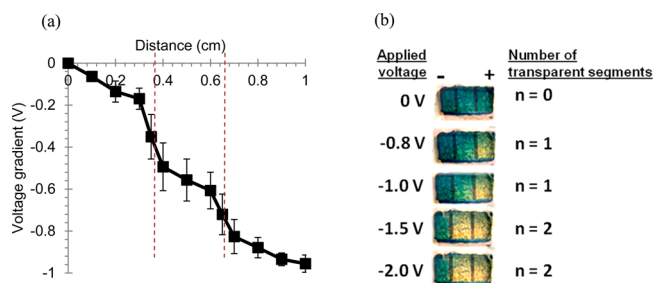 (a)
Distance (cm)
0 0.2 0.4 0.6 0.8 1
0
-0.2
-0.4
-0.6
-0.8
-1
Voltage gradient (V)
(b)
Applied voltage
- +
Number of transparent segments
0 V n = 0
-0.8 V n = 1
-1.0 V n = 1
-1.5 V n = 2
-2.0 V n = 2